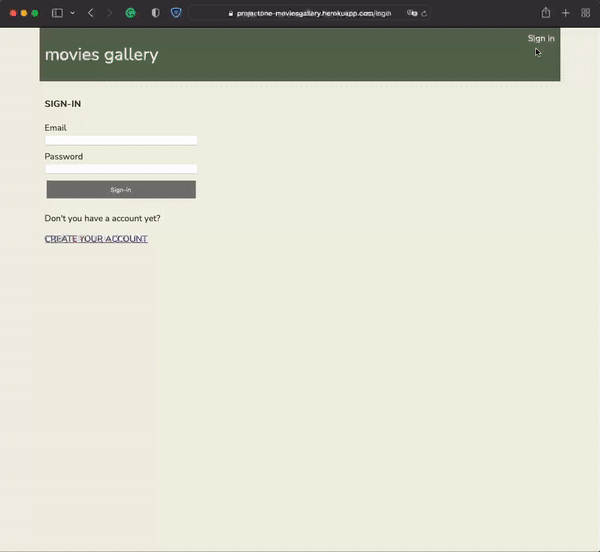 projectone-moviesgallery.herokuapp.com/login
Sign in
movies gallery
SIGN-IN
Email
Password
Sign-in
Don't you have a account yet?
CREATE YOUR ACCOUNT